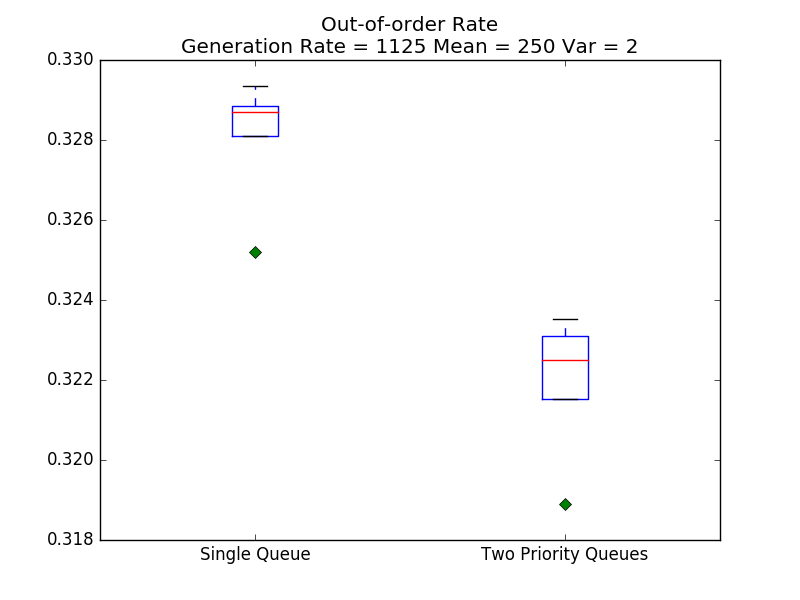 Out-of-order Rate
Generation Rate = 1125 Mean = 250 Var = 2
0.330
0.328
0.326
0.324
0.322
0.320
0.318
Single Queue
Two Priority Queues